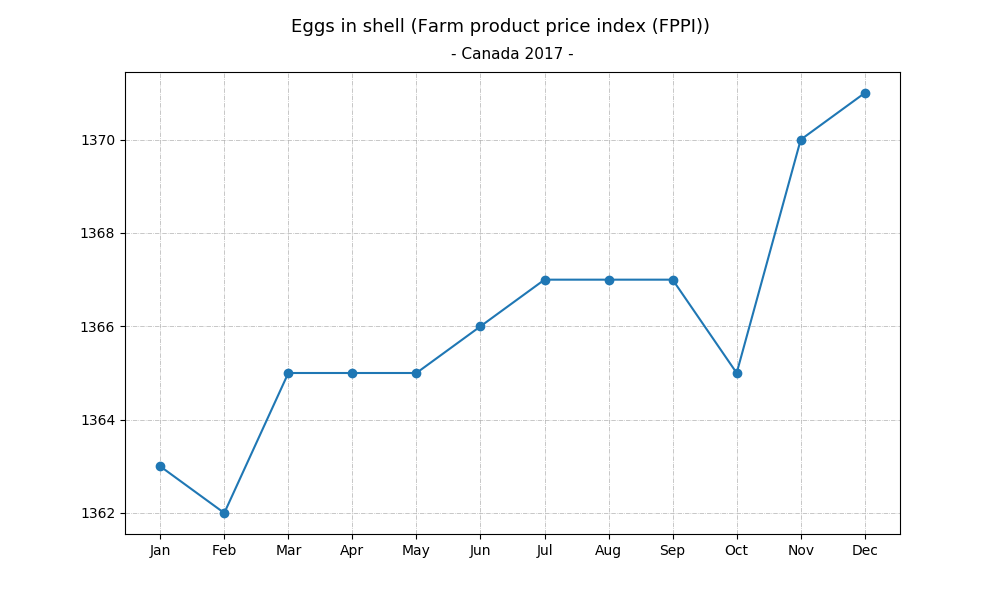 Eggs in shell (Farm product price index (FPPI))
- Canada 2017 -
1370
1368
1366
1364
1362
Jan Feb Mar Apr May Jun Jul Aug Sep Oct Nov Dec